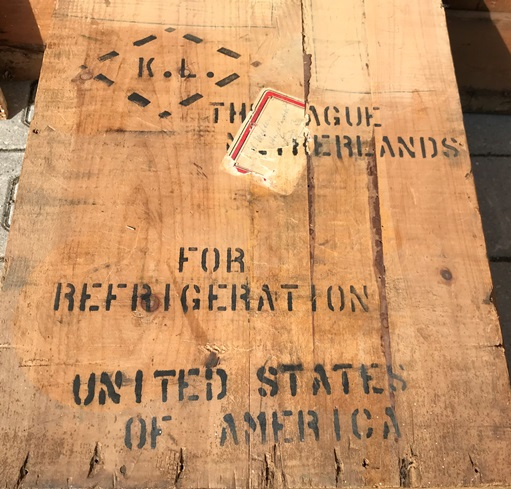 K.L.
THE HAGUE
NETHERLANDS
FOR
REFRIGERATION
UNITED STATES
OF AMERICA